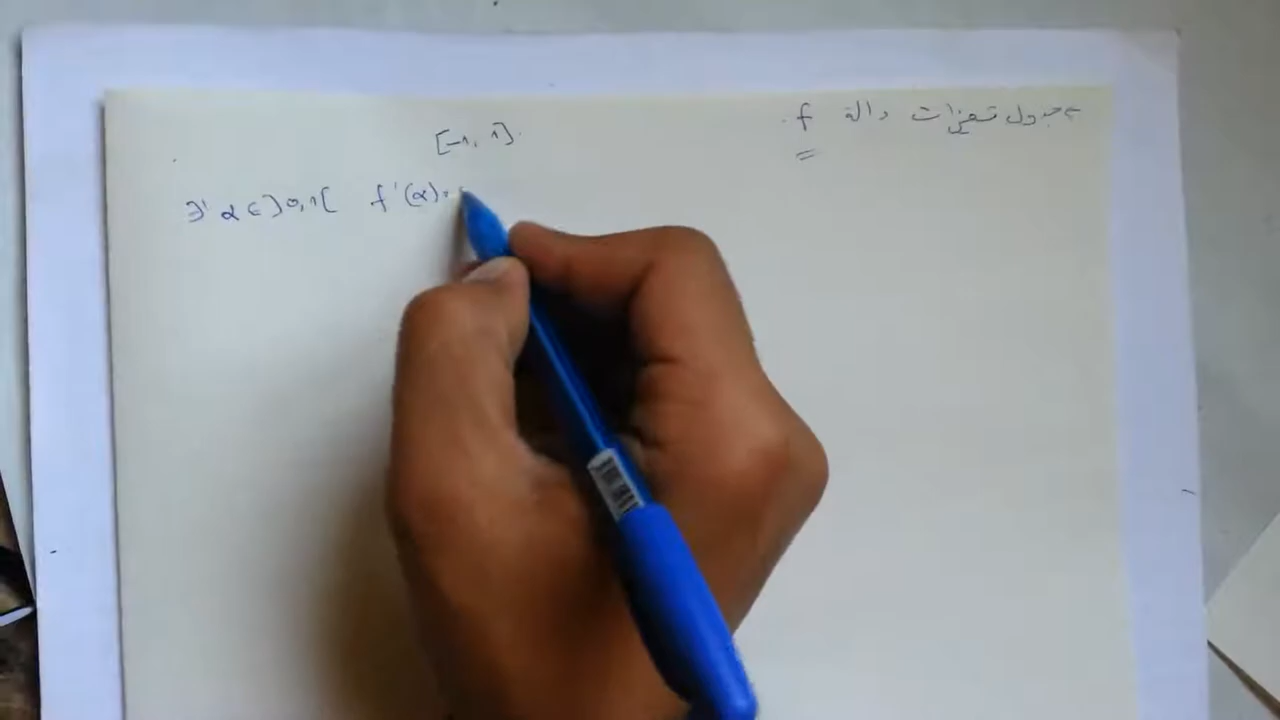 جدول تغيرات دالة f
[-1, 1].
∃! α ∈ ]0,1[ f'(α) =